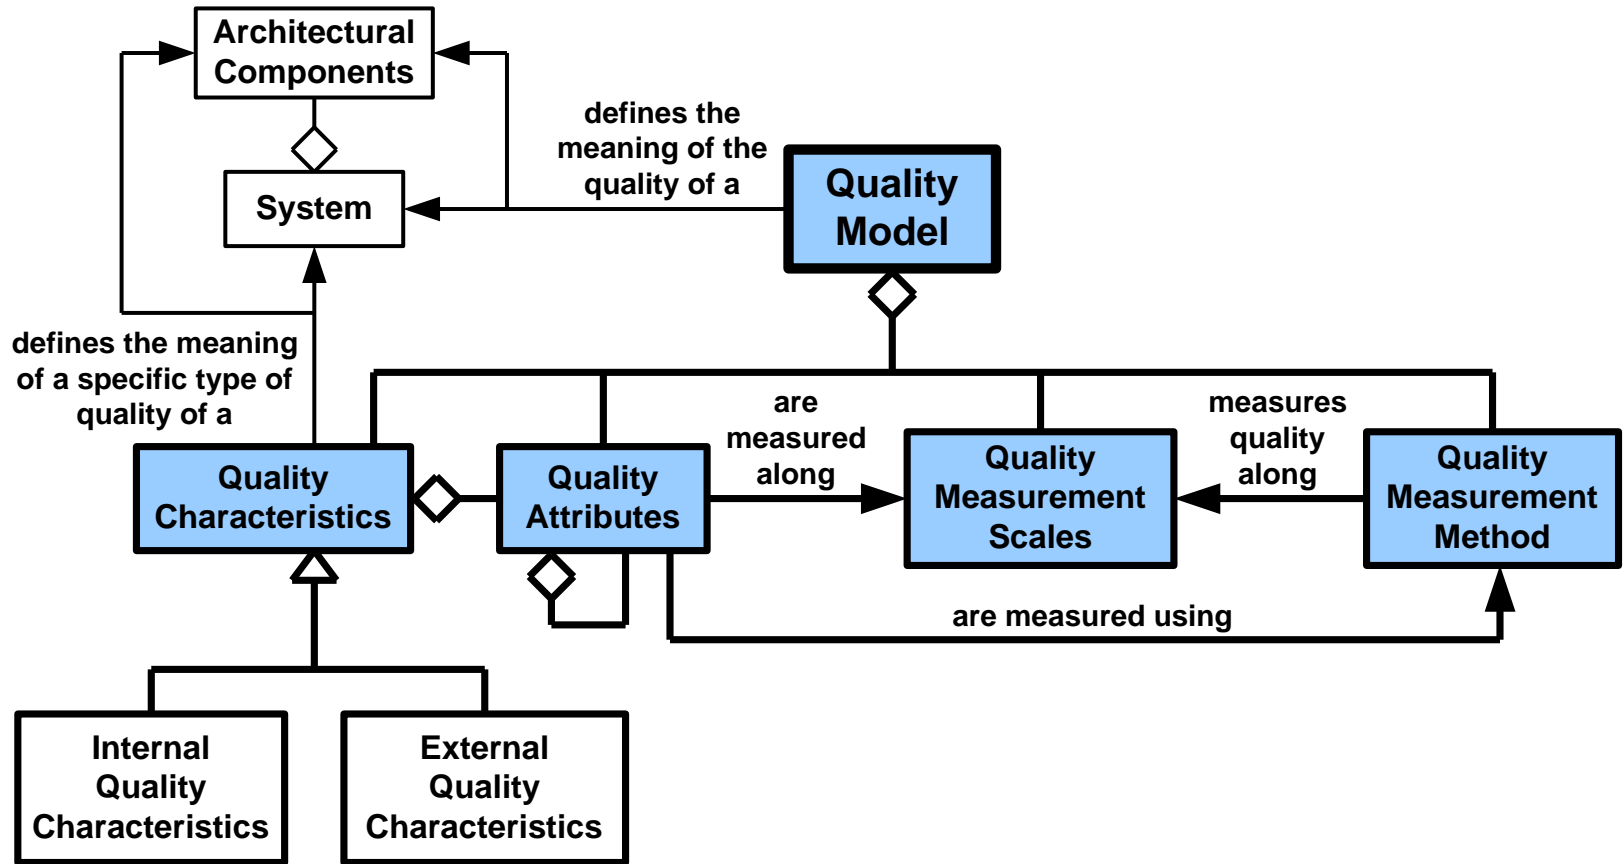 Architectural
Components
defines the
meaning of the
quality of a
Quality
Model
System
defines the meaning
of a specific type of
quality of a
are
measured
along
measures
quality
along
Quality
Characteristics
Quality
Attributes
Quality
Measurement
Scales
Quality
Measurement
Method
are measured using
Internal
Quality
Characteristics
External
Quality
Characteristics